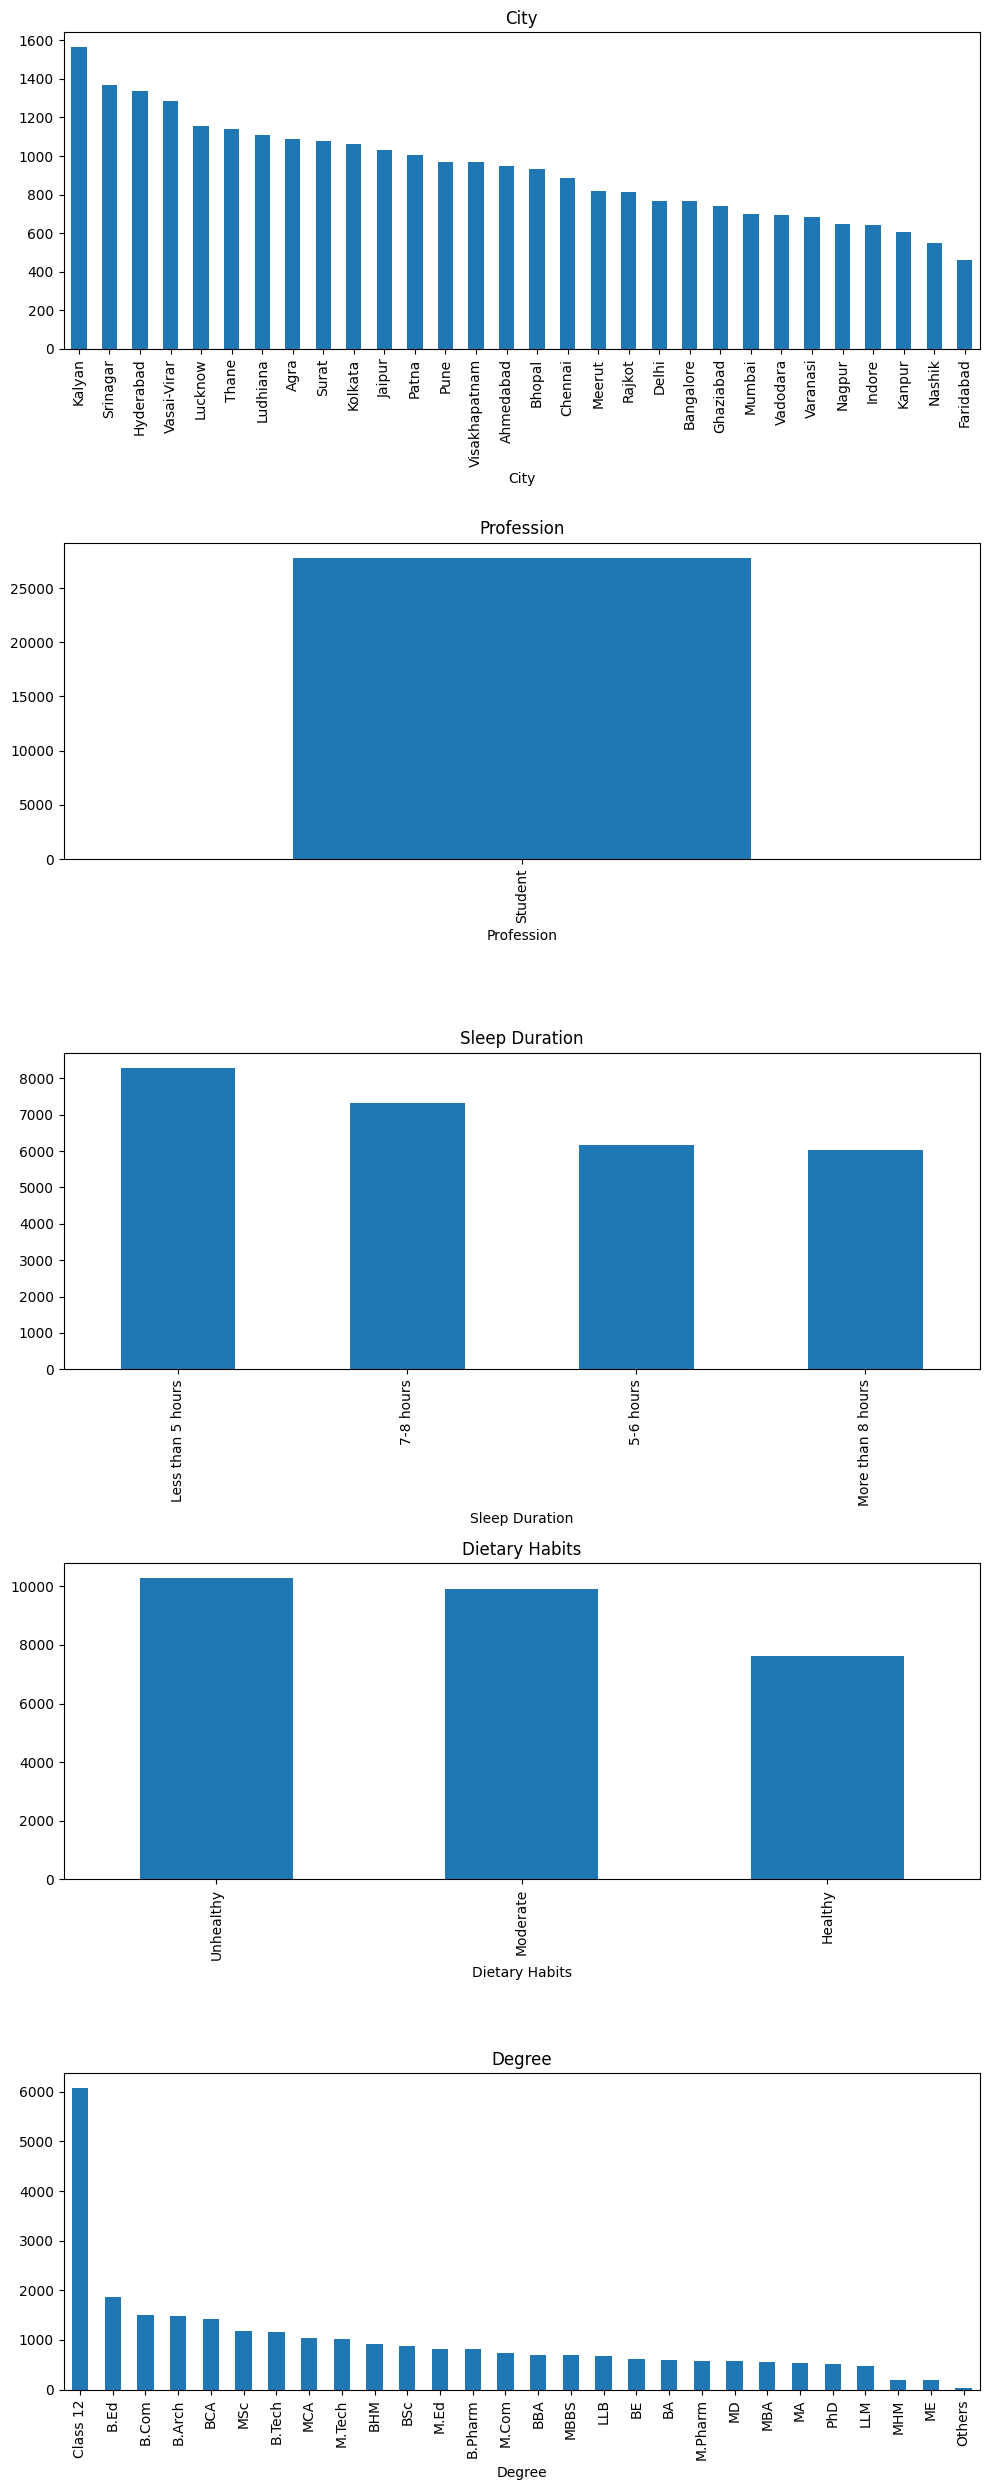 City
1600
1400
1200
1000
800
600
400
200
0
Kalyan Srinagar Hyderabad Vasai-Virar Lucknow Thane Ludhiana Agra Surat Kolkata Jaipur Patna Pune Visakhapatnam Ahmedabad Bhopal Chennai Meerut Rajkot Delhi Bangalore Ghaziabad Mumbai Vadodara Varanasi Nagpur Indore Kanpur Nashik Faridabad
City
Profession
25000
20000
15000
10000
5000
0
Student
Profession
Sleep Duration
8000
7000
6000
5000
4000
3000
2000
1000
0
Less than 5 hours 7-8 hours 5-6 hours More than 8 hours
Sleep Duration
Dietary Habits
10000
8000
6000
4000
2000
0
Unhealthy Moderate Healthy
Dietary Habits
Degree
6000
5000
4000
3000
2000
1000
0
Class 12 B.Ed B.Com B.Arch BCA MSc B.Tech MCA M.Tech BHM BSc M.Ed B.Pharm M.Com BBA MBBS LLB BE BA M.Pharm MD MBA MA PhD LLM MHM ME Others
Degree